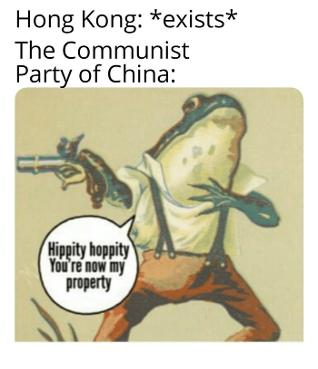 Hong Kong: *exists*
The Communist
Party of China:
Hippity hoppity
You're now my
property